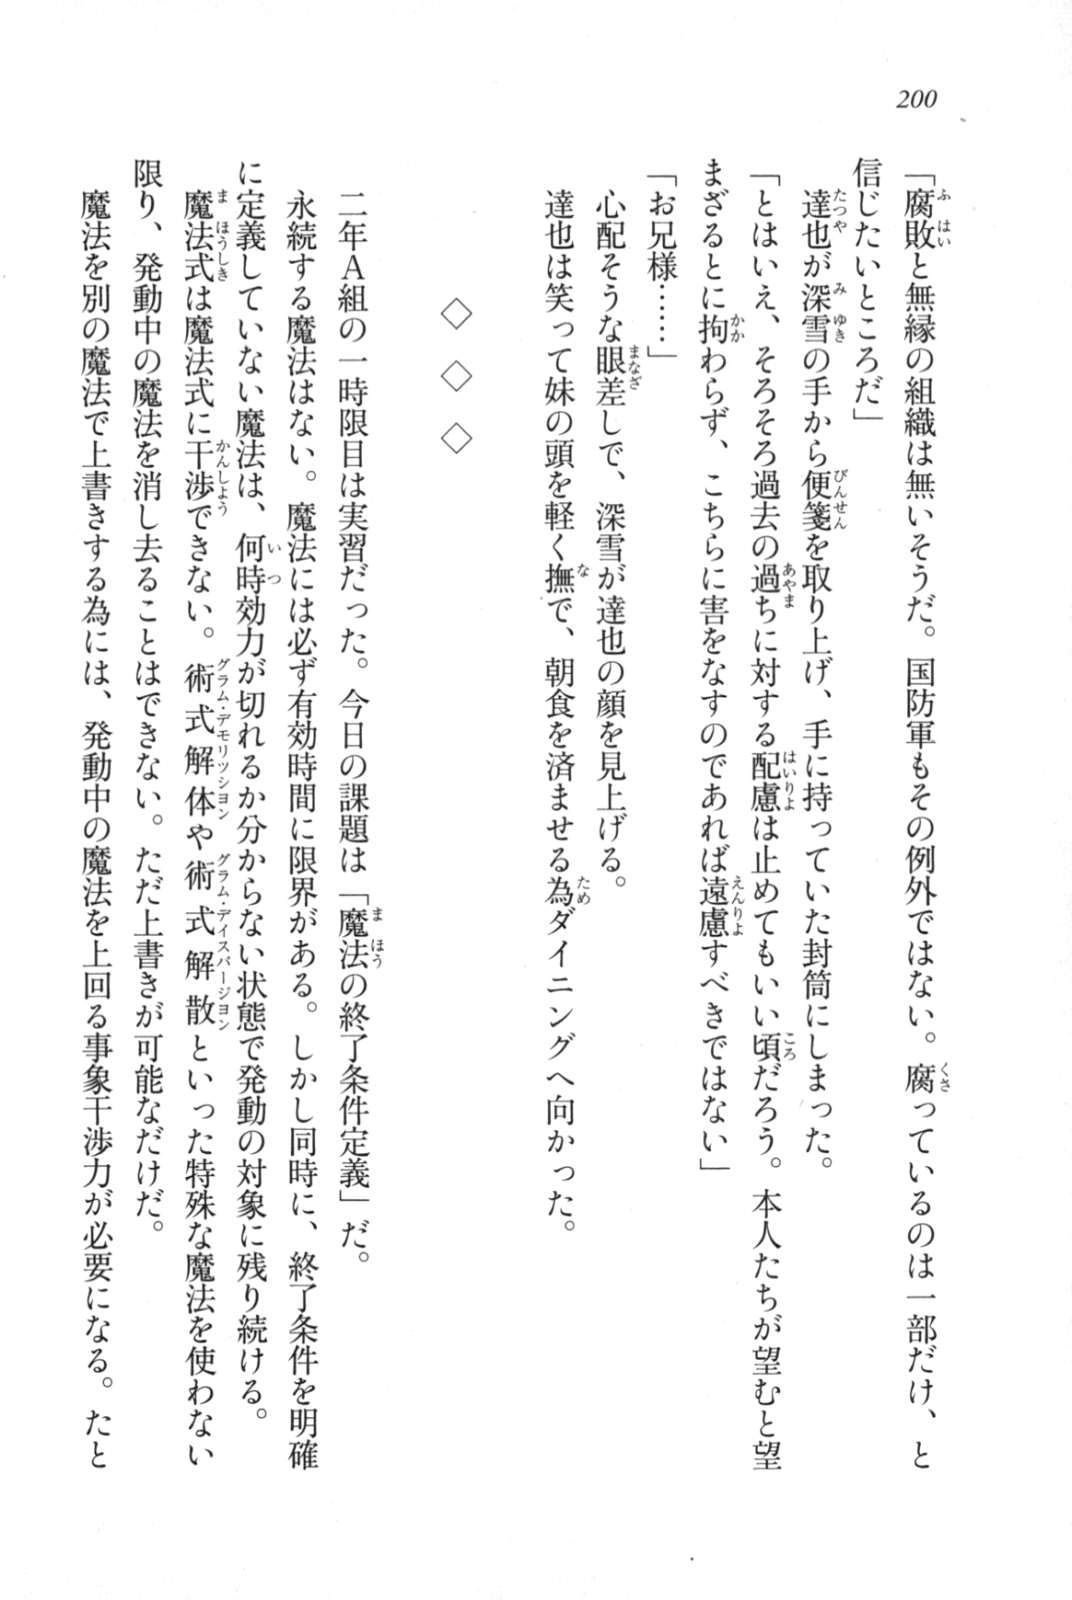 200
「腐敗と無縁の組織は無いそうだ。国防軍もその例外ではない。腐っているのは一部だけ、と
信じたいところだ」
達也が深雪の手から便箋を取り上げ、手に持っていた封筒にしまった。
「とはいえ、そろそろ過去の過ちに対する配慮は止めてもいい頃だろう。本人たちが望むと望
まざるとに拘わらず、こちらに害をなすのであれば遠慮すべきではない」
「お兄様……」
心配そうな眼差しで、深雪が達也の顔を見上げる。
達也は笑って妹の頭を軽く撫で、朝食を済ませる為ダイニングへ向かった。
◇ ◇ ◇
二年A組の一時限目は実習だった。今日の課題は「魔法の終了条件定義」だ。
永続する魔法はない。魔法には必ず有効時間に限界がある。しかし同時に、終了条件を明確
に定義していない魔法は、何時効力が切れるか分からない状態で発動の対象に残り続ける。
魔法式は魔法式に干渉できない。術式解体や術式解散といった特殊な魔法を使わない
限り、発動中の魔法を消し去ることはできない。ただ上書きが可能なだけだ。
魔法を別の魔法で上書きする為には、発動中の魔法を上回る事象干渉力が必要になる。たと